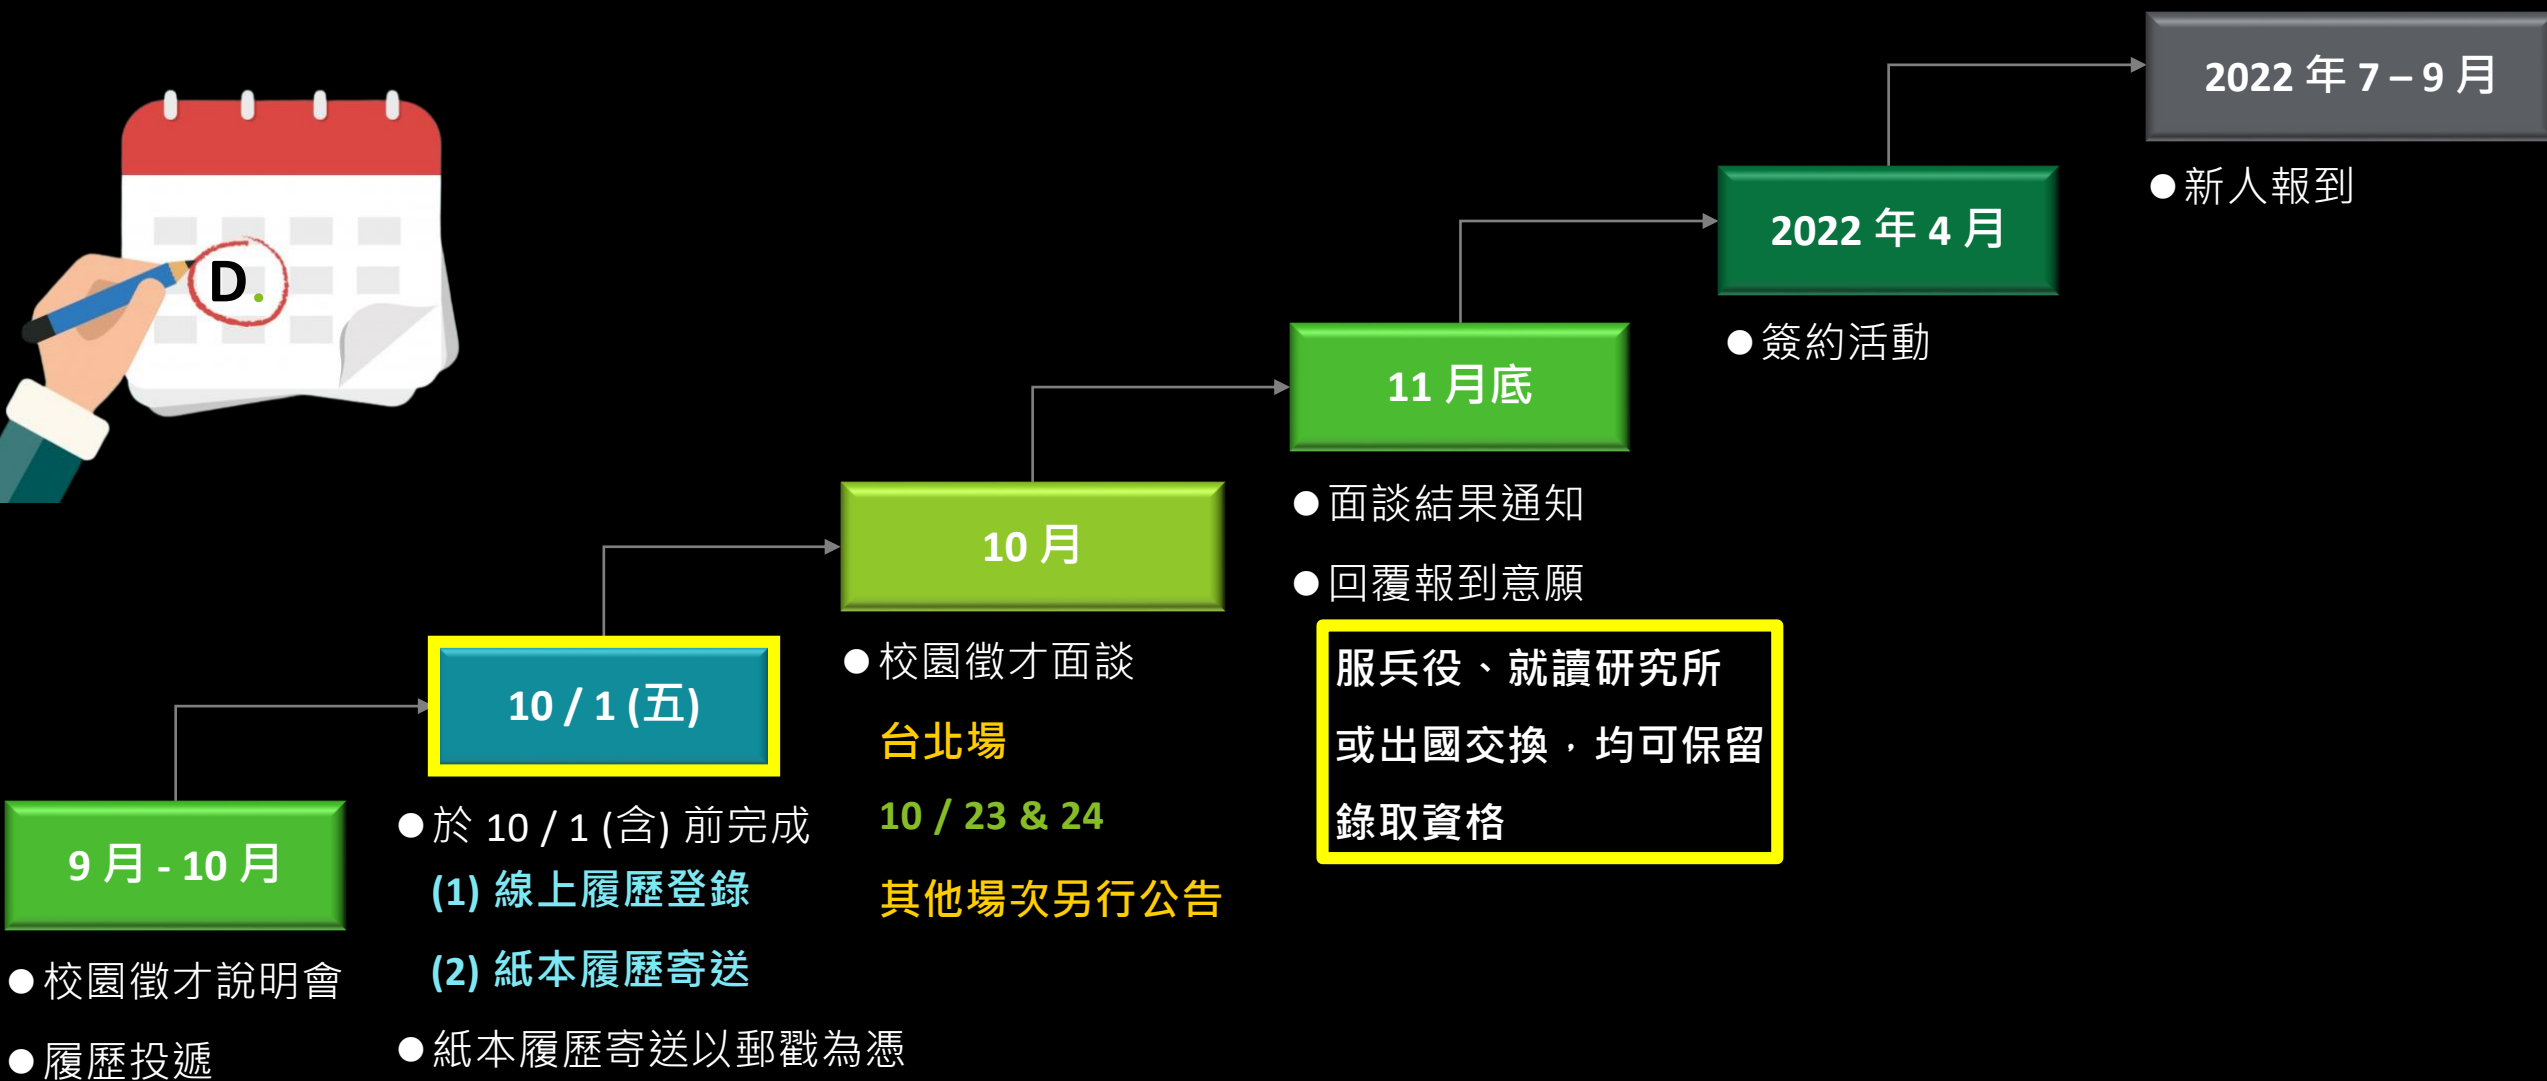 D.
9 月 - 10 月
●校園徵才說明會
●履歷投遞
10 / 1 (五)
●於 10 / 1 (含) 前完成
(1) 線上履歷登錄
(2) 紙本履歷寄送
●紙本履歷寄送以郵戳為憑
10 月
●校園徵才面談
台北場
10 / 23 & 24
其他場次另行公告
11 月底
●面談結果通知
●回覆報到意願
服兵役、就讀研究所
或出國交換，均可保留
錄取資格
2022 年 4 月
●簽約活動
2022 年 7 – 9 月
●新人報到